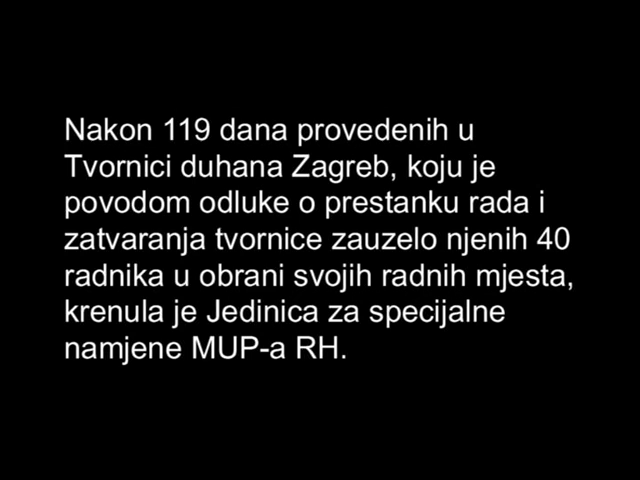 Nakon 119 dana provedenih u
Tvornici duhana Zagreb, koju je
povodom odluke o prestanku rada i
zatvaranja tvornice zauzelo njenih 40
radnika u obrani svojih radnih mjesta,
krenula je Jedinica za specijalne
namjene MUP-a RH.